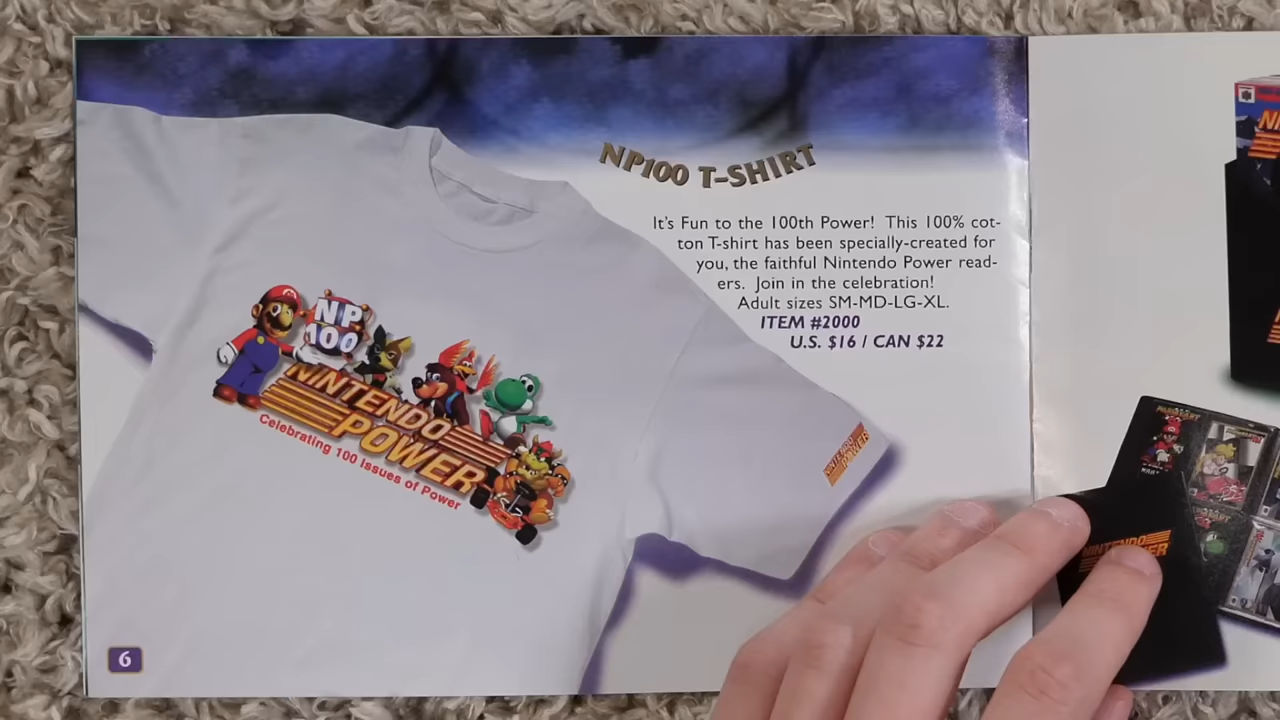 NP100 T-SHIRT
It's Fun to the 100th Power! This 100% cot-
ton T-shirt has been specially-created for
you, the faithful Nintendo Power read-
ers. Join in the celebration!
Adult sizes SM-MD-LG-XL.
ITEM #2000
U.S. $16 / CAN $22
NP
100
NINTENDO
POWER
Celebrating 100 Issues of Power
NINTENDO
POWER
6
NINTENDO